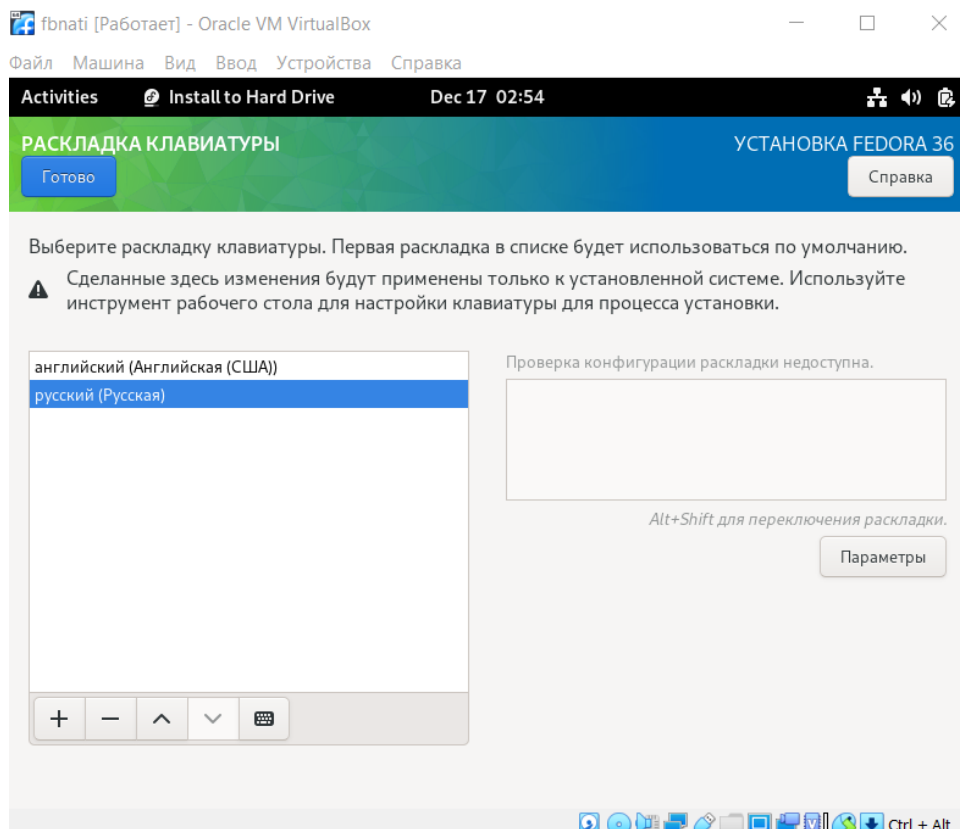 fbnati [Работает] - Oracle VM VirtualBox
Файл Машина Вид Ввод Устройства Справка
Activities Install to Hard Drive Dec 17 02:54
РАСКЛАДКА КЛАВИАТУРЫ
УСТАНОВКА FEDORA 36
Готово
Справка
Выберите раскладку клавиатуры. Первая раскладка в списке будет использоваться по умолчанию.
Сделанные здесь изменения будут применены только к установленной системе. Используйте
инструмент рабочего стола для настройки клавиатуры для процесса установки.
английский (Английская (США))
русский (Русская)
Проверка конфигурации раскладки недоступна.
Alt+Shift для переключения раскладки.
Параметры
Ctrl + Alt